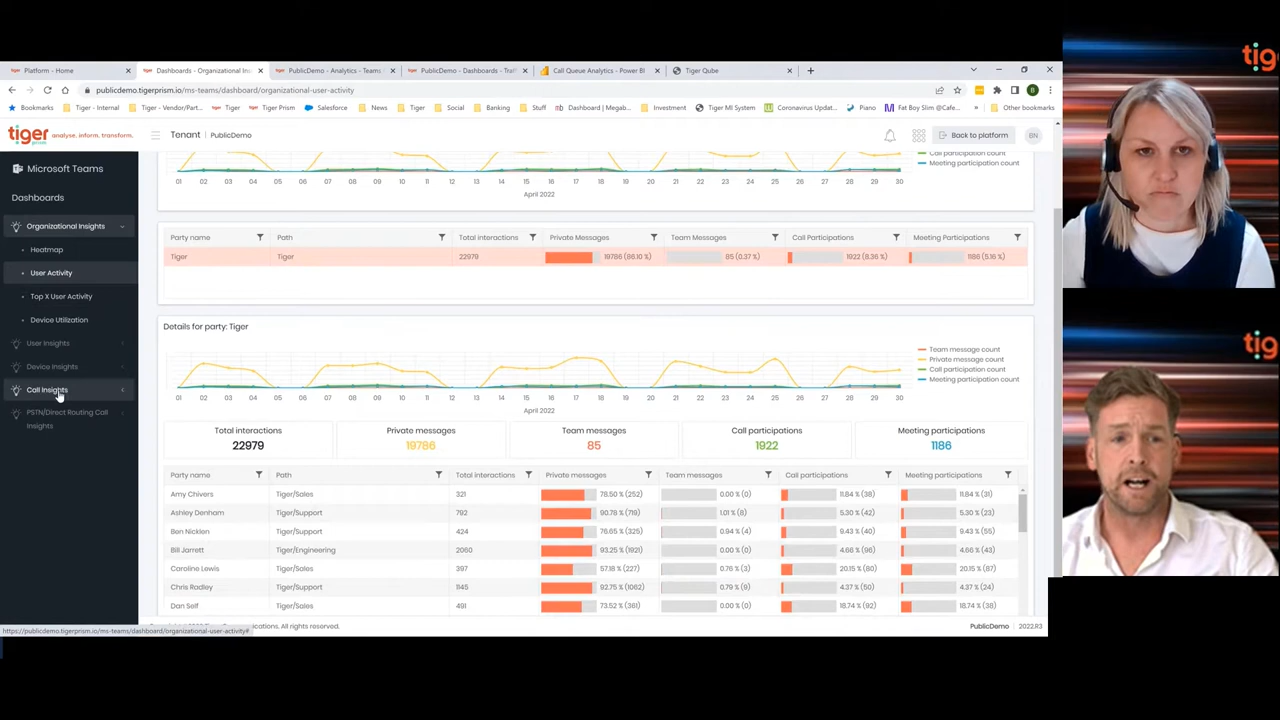 Platform - Home
Dashboards - Organizational Ins
PublicDemo - Analytics - Teams
PublicDemo - Dashboards - Traf
Call Queue Analytics - Power BI
Tiger Qube
publicdemo.tigerprism.io/ms-teams/dashboard/organizational-user-activity
Bookmarks Tiger - Internal Tiger - Vendor/Part... Tiger Tiger Prism Salesforce News Tiger Social Banking Stuff Dashboard | Megab... Investment Tiger MI System Coronavirus Updat... Piano Fat Boy Slim @Cafe... » Other bookmarks
tiger analyse. inform. transform.
prism
Tenant | PublicDemo
Back to platform
BN
Microsoft Teams
Dashboards
Organizational Insights
Heatmap
User Activity
Top X User Activity
Device Utilization
User Insights
Device Insights
Call Insights
PSTN/Direct Routing Call
Insights
Call participation count
Meeting participation count
01 02 03 04 05 06 07 08 09 10 11 12 13 14 15 16 17 18 19 20 21 22 23 24 25 26 27 28 29 30
April 2022
Party name Path Total interactions Private Messages Team Messages Call Participations Meeting Participations
Tiger Tiger 22979 19786 (86.10 %) 85 (0.37 %) 1922 (8.36 %) 1186 (5.16 %)
Details for party: Tiger
Team message count
Private message count
Call participation count
Meeting participation count
01 02 03 04 05 06 07 08 09 10 11 12 13 14 15 16 17 18 19 20 21 22 23 24 25 26 27 28 29 30
April 2022
Total interactions Private messages Team messages Call participations Meeting participations
22979 19786 85 1922 1186
Party name Path Total interactions Private messages Team messages Call participations Meeting participations
Amy Chivers Tiger/Sales 321 78.50 % (252) 0.00 % (0) 11.84 % (38) 11.84 % (31)
Ashley Denham Tiger/Support 792 90.78 % (719) 1.01 % (8) 5.30 % (42) 5.30 % (23)
Ben Nicklen Tiger/Support 424 76.65 % (325) 0.94 % (4) 9.43 % (40) 9.43 % (55)
Bill Jarrett Tiger/Engineering 2060 93.25 % (1921) 0.00 % (0) 4.66 % (96) 4.66 % (43)
Caroline Lewis Tiger/Sales 397 57.18 % (227) 0.76 % (3) 20.15 % (80) 20.15 % (87)
Chris Radley Tiger/Support 1145 92.75 % (1062) 0.79 % (9) 4.37 % (50) 4.37 % (24)
Dan Self Tiger/Sales 491 73.52 % (361) 0.00 % (0) 18.74 % (92) 18.74 % (38)
https://publicdemo.tigerprism.io/ms-teams/dashboard/organizational-user-activity#
cations. All rights reserved.
PublicDemo | 2022.R3
tig
tig